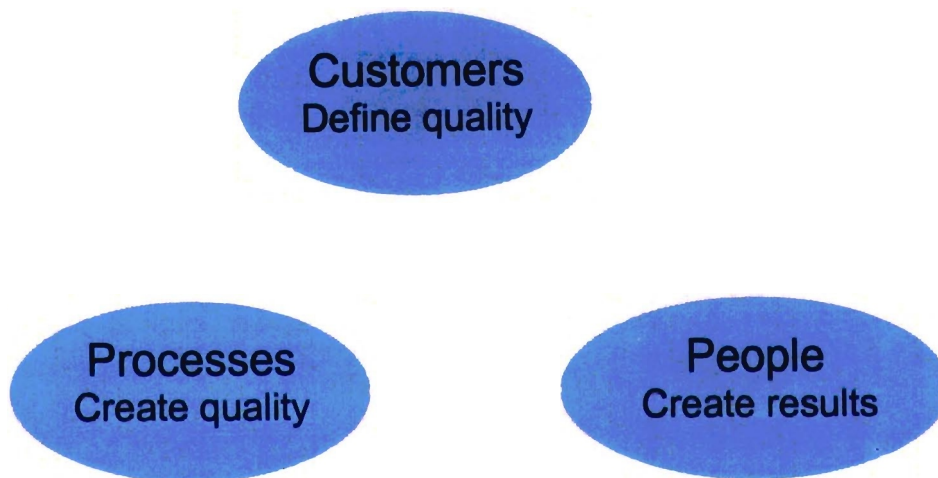 Customers
Define quality
Processes
Create quality
People
Create results